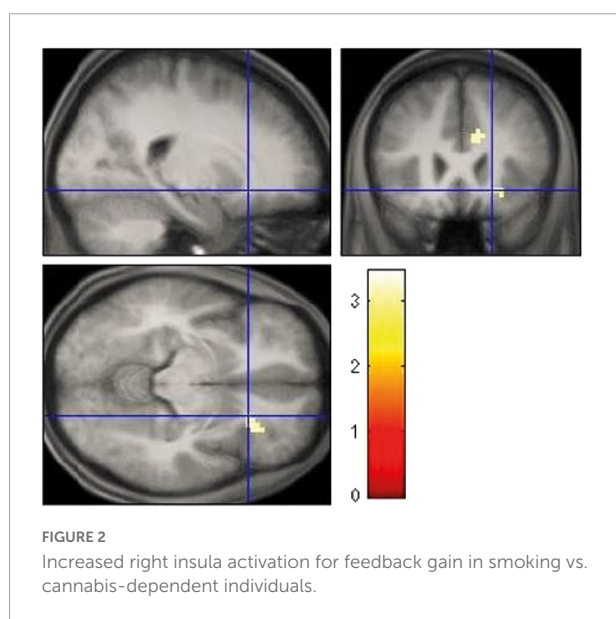 3
2
1
0
FIGURE 2
Increased right insula activation for feedback gain in smoking vs.
cannabis-dependent individuals.